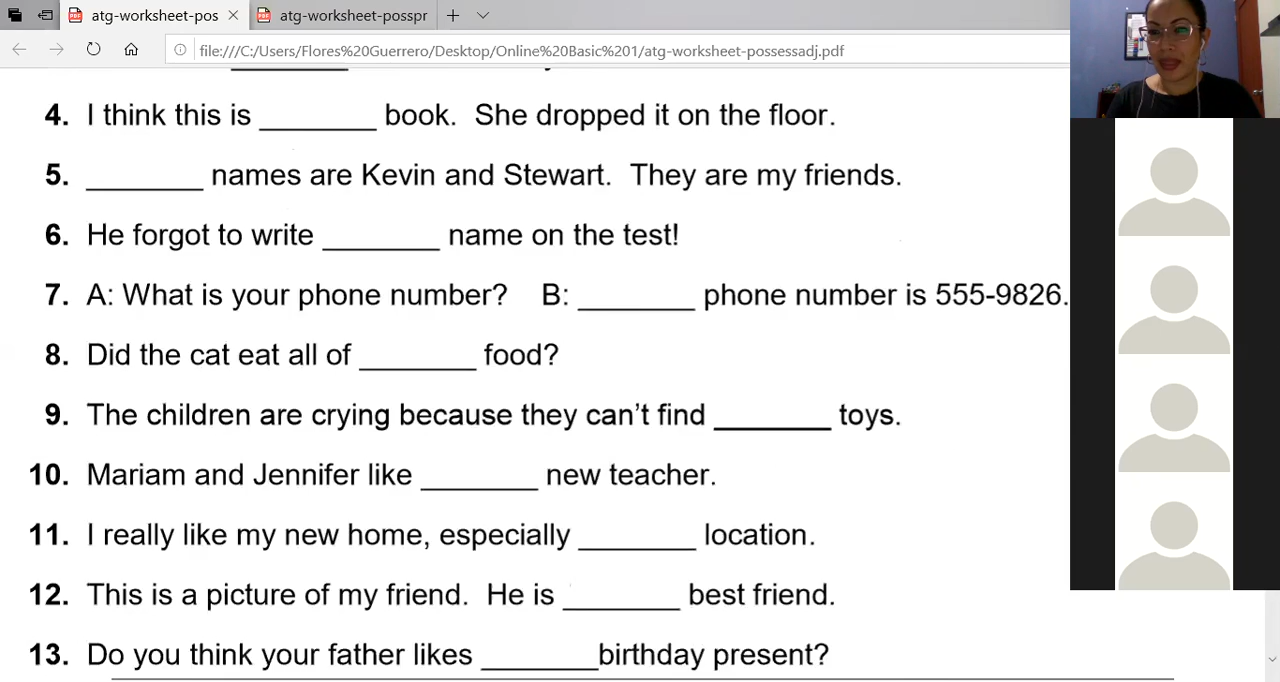 atg-worksheet-pos
atg-worksheet-posspr
file:///C:/Users/Flores%20Guerrero/Desktop/Online%20Basic%201/atg-worksheet-possessadj.pdf
4. I think this is ________ book. She dropped it on the floor.
5. ________ names are Kevin and Stewart. They are my friends.
6. He forgot to write ________ name on the test!
7. A: What is your phone number? B: ________ phone number is 555-9826.
8. Did the cat eat all of ________ food?
9. The children are crying because they can't find ________ toys.
10. Mariam and Jennifer like ________ new teacher.
11. I really like my new home, especially ________ location.
12. This is a picture of my friend. He is ________ best friend.
13. Do you think your father likes ________birthday present?